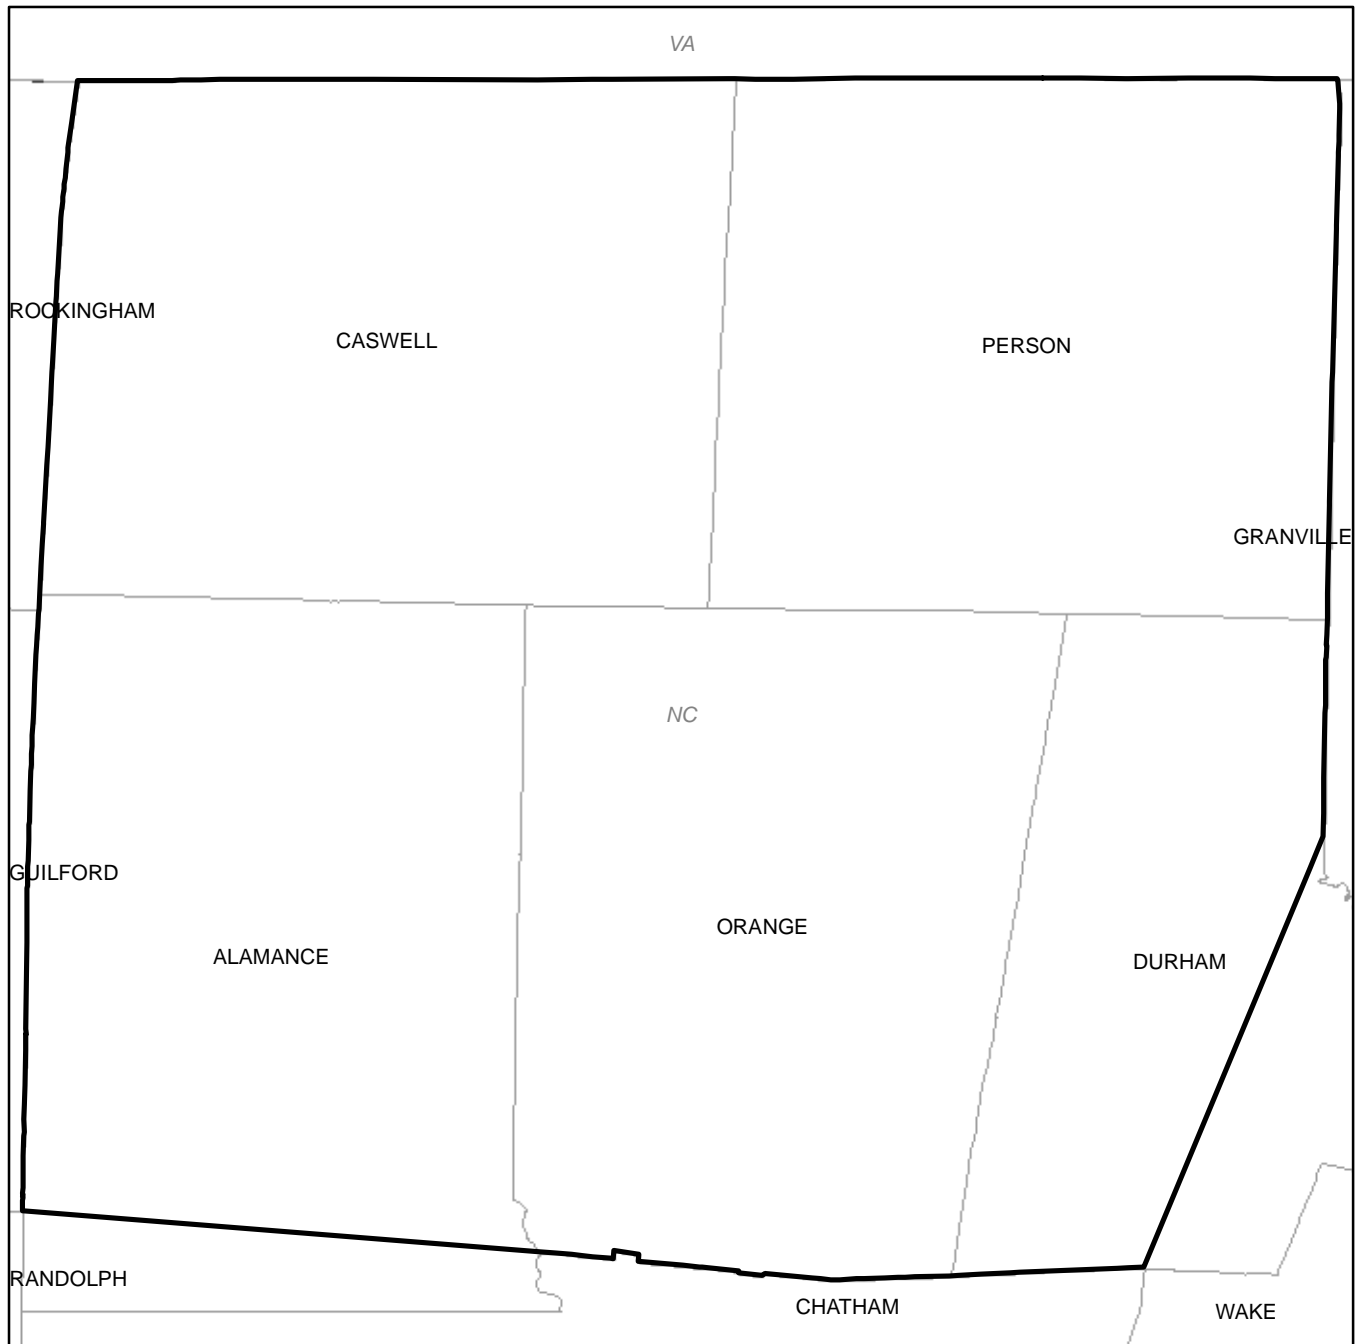 VA
ROCKINGHAM
CASWELL
PERSON
GRANVILLE
NC
GUILFORD
ORANGE
ALAMANCE
DURHAM
RANDOLPH
CHATHAM
WAKE